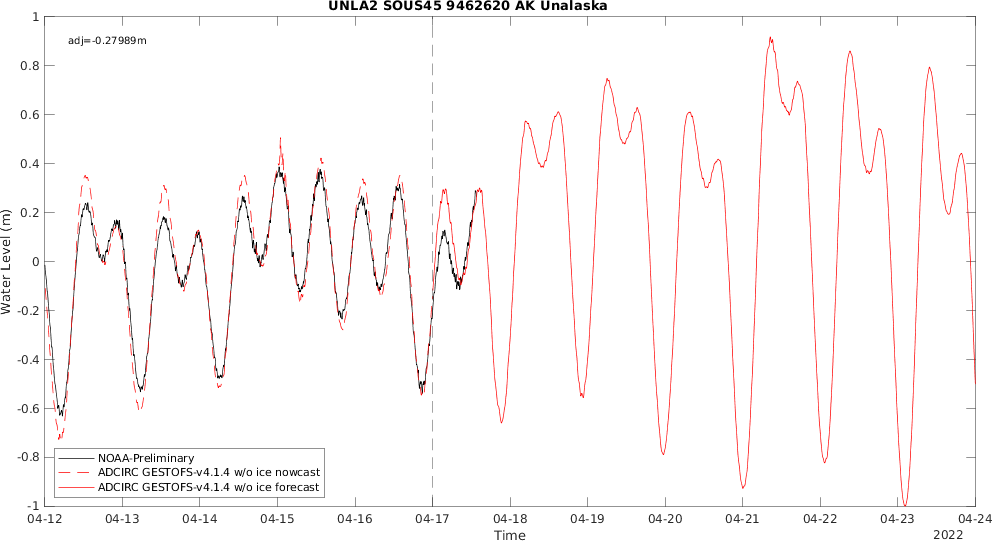 UNLA2 SOUS45 9462620 AK Unalaska
adj=-0.27989m
Water Level (m)
1
0.8
0.6
0.4
0.2
0
-0.2
-0.4
-0.6
-0.8
-1
NOAA-Preliminary
ADCIRC GESTOFS-v4.1.4 w/o ice nowcast
ADCIRC GESTOFS-v4.1.4 w/o ice forecast
04-12 04-13 04-14 04-15 04-16 04-17 04-18 04-19 04-20 04-21 04-22 04-23 04-24
Time
2022